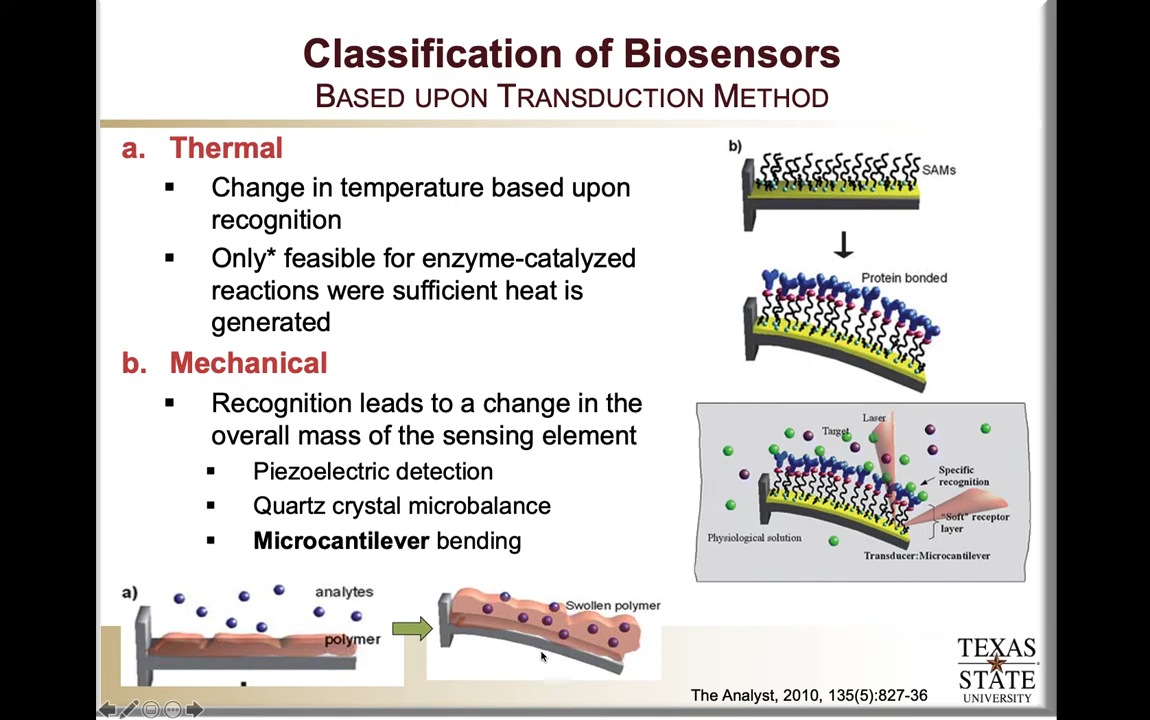 Classification of Biosensors
BASED UPON TRANSDUCTION METHOD
a. Thermal
▪ Change in temperature based upon
recognition
▪ Only* feasible for enzyme-catalyzed
reactions were sufficient heat is
generated
b. Mechanical
▪ Recognition leads to a change in the
overall mass of the sensing element
▪ Piezoelectric detection
▪ Quartz crystal microbalance
▪ Microcantilever bending
b)
SAMs
Protein bonded
Laser
Target
Specific
recognition
"Soft" receptor
layer
Physiological solution
Transducer:Microcantilever
a)
analytes
polymer
Swollen polymer
The Analyst, 2010, 135(5):827-36
TEXAS
STATE
UNIVERSITY